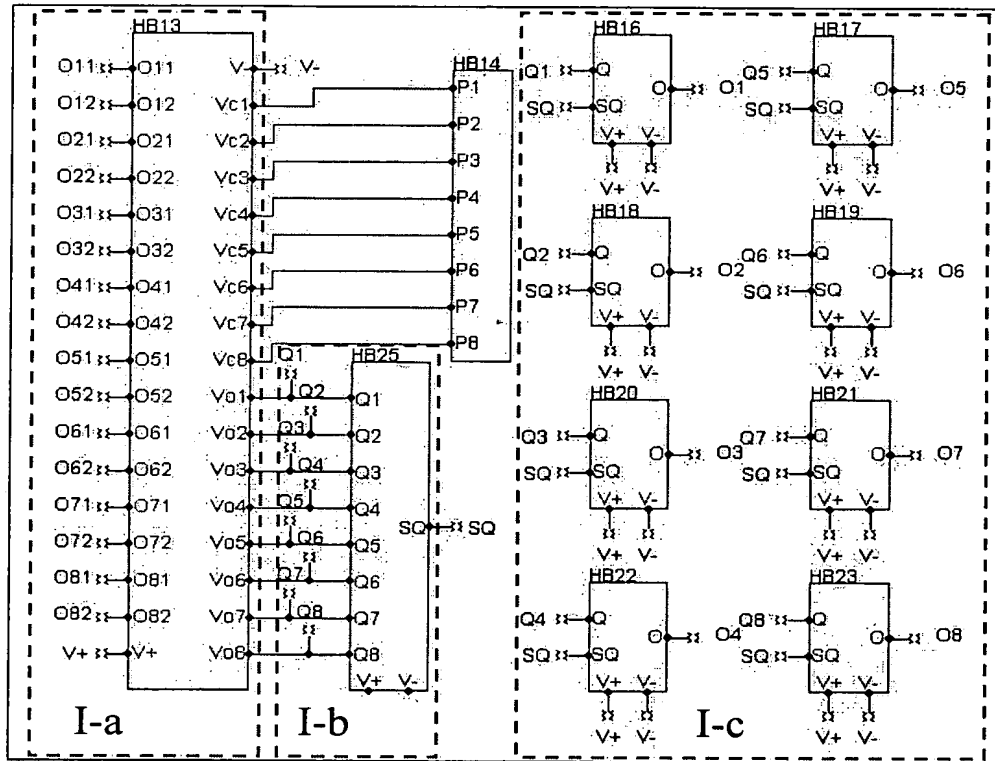 HB13
O11 O11 V- V-
O12 O12 Vc1
O21 O21 Vc2
O22 O22 Vc3
O31 O31 Vc4
O32 O32 Vc5
O41 O41 Vc6
O42 O42 Vc7
O51 O51 Vc8
O52 O52 Vo1
O61 O61 Vo2
O62 O62 Vo3
O71 O71 Vo4
O72 O72 Vo5
O81 O81 Vo6
O82 O82 Vo7
V+ V+ Vo8
I-a
HB14
P1
P2
P3
P4
P5
P6
P7
P8
HB25
Q1
Q2 Q1
Q3 Q2
Q4 Q3
Q5 Q4
SQ SQ
Q6 Q5
Q7 Q6
Q8 Q7
Q8
V+ V-
I-b
HB16
Q1 Q O O1
SQ SQ
V+ V-
V+ V-
HB17
Q5 Q O O5
SQ SQ
V+ V-
V+ V-
HB18
Q2 Q O O2
SQ SQ
V+ V-
V+ V-
HB19
Q6 Q O O6
SQ SQ
V+ V-
V+ V-
HB20
Q3 Q O O3
SQ SQ
V+ V-
V+ V-
HB21
Q7 Q O O7
SQ SQ
V+ V-
V+ V-
HB22
Q4 Q O O4
SQ SQ
V+ V-
V+ V-
HB23
Q8 Q O O8
SQ SQ
V+ V-
V+ V-
I-c